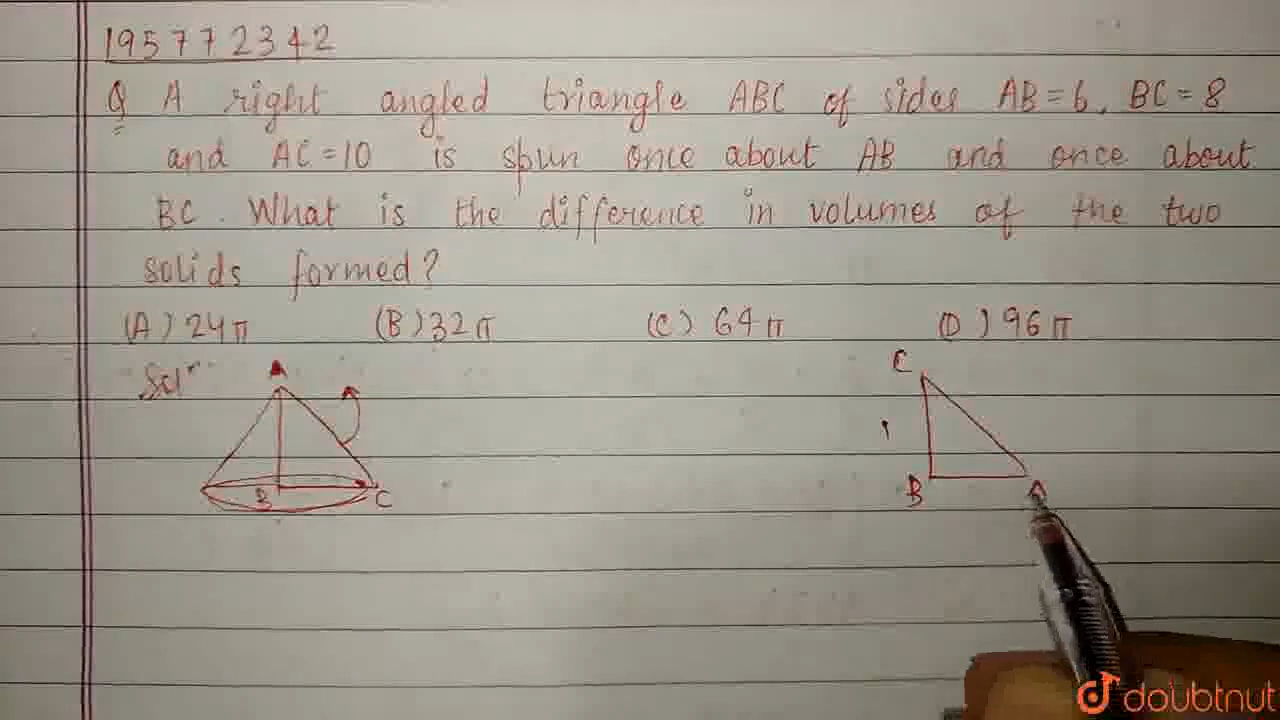 195772342
Q A right angled triangle ABC of sides AB=6, BC=8
and AC=10 is spun once about AB and once about
BC. What is the difference in volumes of the two
solids formed?
(A) 24π (B) 32π (C) 64π (D) 96π
Solⁿ
A
B C
C
B A
doubtnut